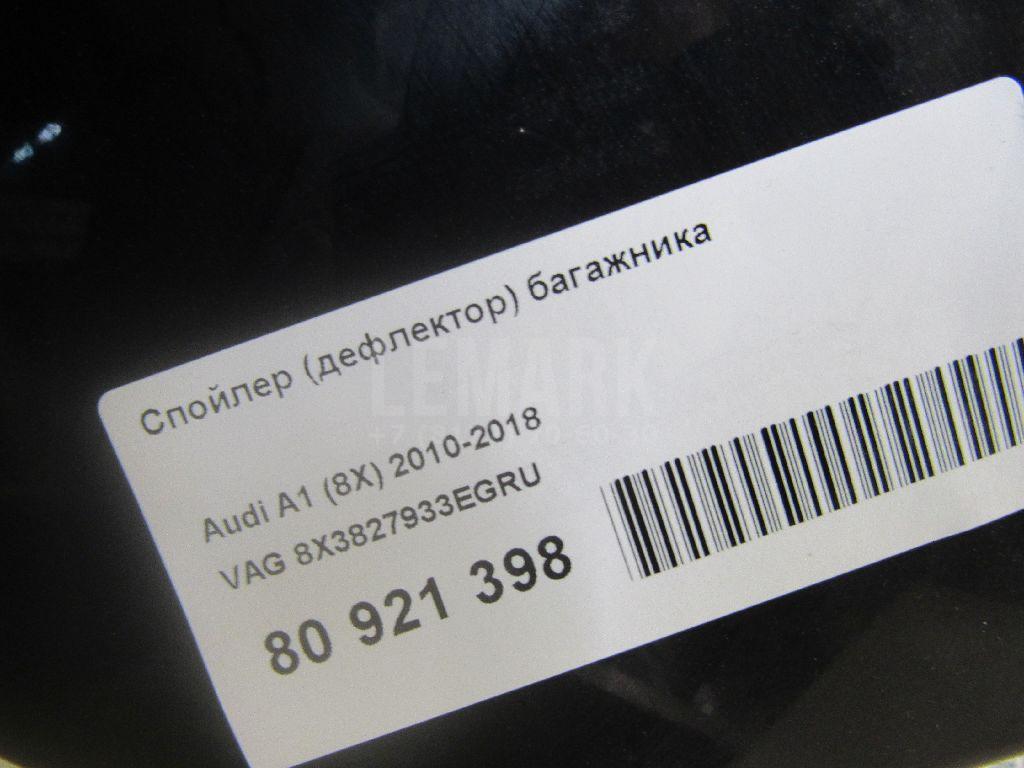 Спойлер (дефлектор) багажника
LEMARK
Audi A1 (8X) 2010-2018
VAG 8X3827933EGRU
80 921 398